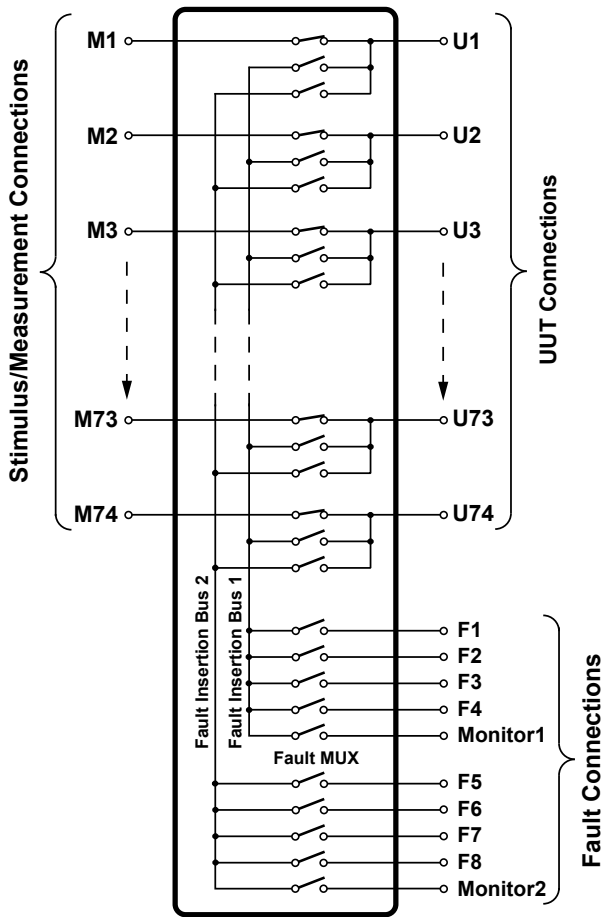 Stimulus/Measurement Connections
M1
U1
M2
U2
M3
U3
UUT Connections
M73
U73
M74
U74
Fault Insertion Bus 2
Fault Insertion Bus 1
F1
F2
F3
F4
Monitor1
Fault MUX
F5
F6
F7
F8
Monitor2
Fault Connections